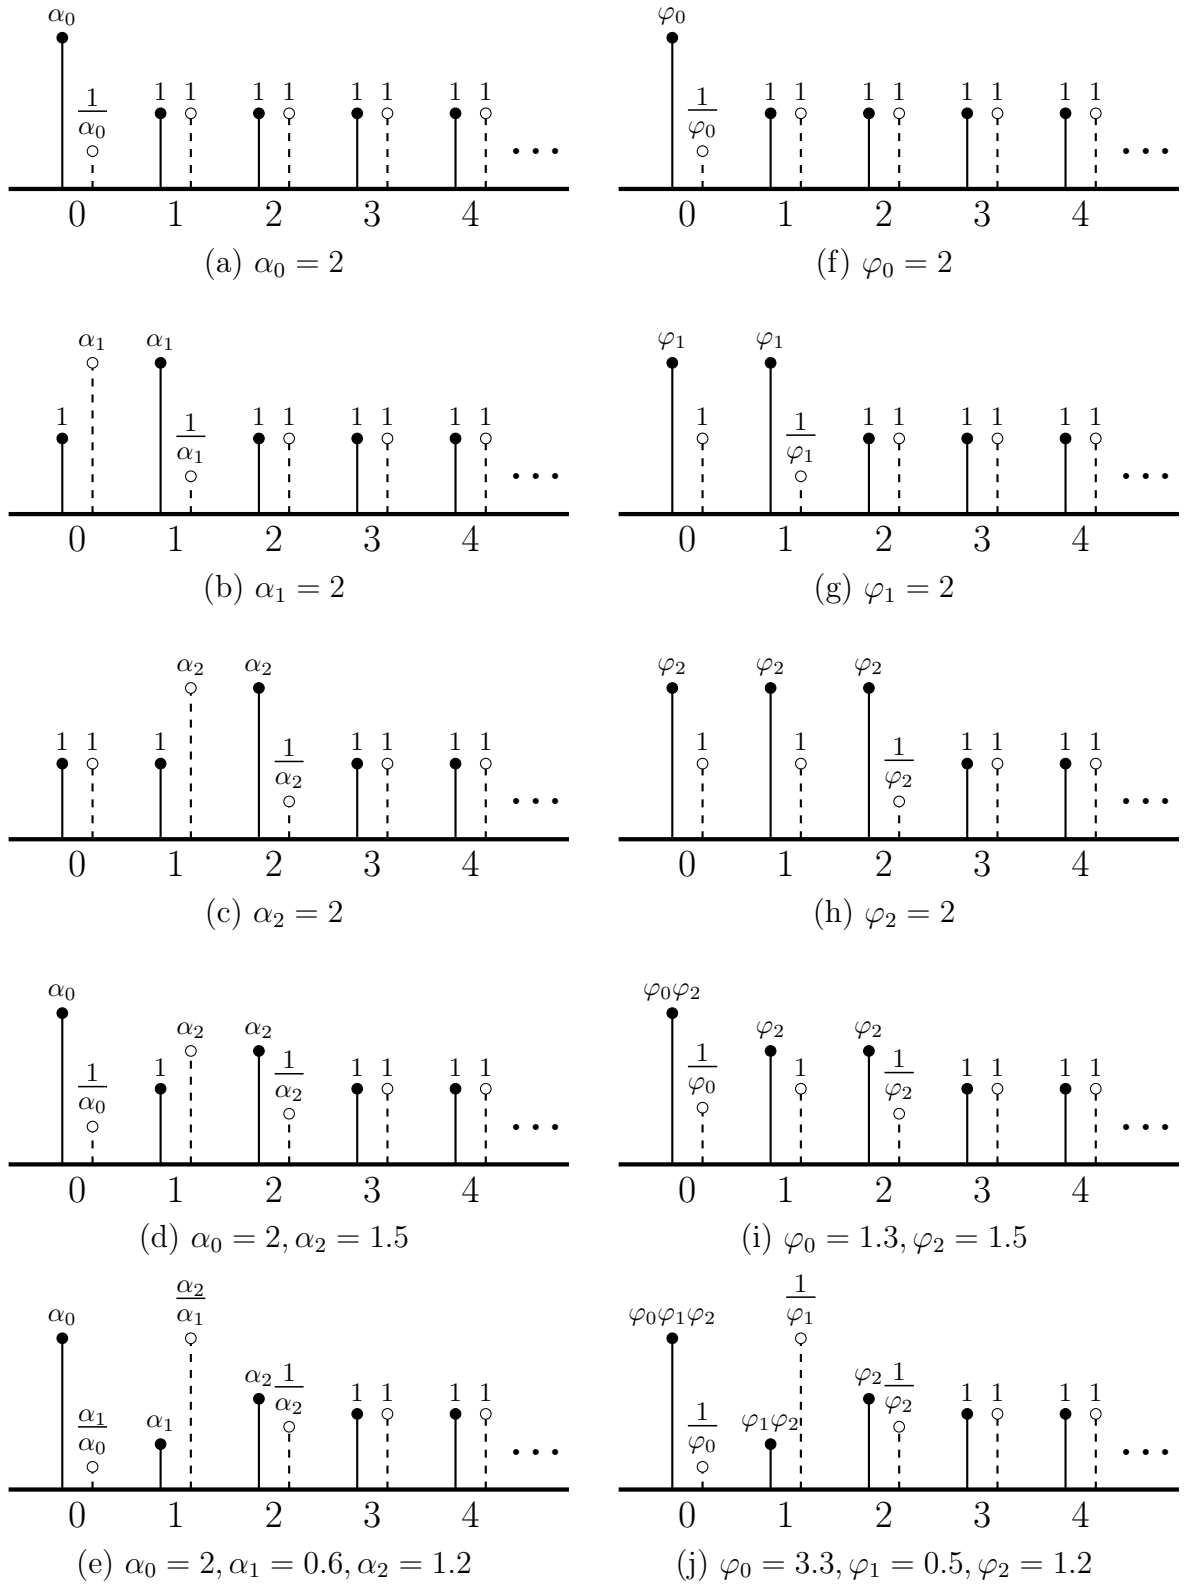 α₀ 1/α₀ 1 1 1 1 1 1 1 1 ...
0 1 2 3 4
(a) α₀ = 2
φ₀ 1/φ₀ 1 1 1 1 1 1 1 1 ...
0 1 2 3 4
(f) φ₀ = 2
1 α₁ α₁ 1/α₁ 1 1 1 1 1 1 ...
0 1 2 3 4
(b) α₁ = 2
φ₁ 1 φ₁ 1/φ₁ 1 1 1 1 1 1 ...
0 1 2 3 4
(g) φ₁ = 2
1 1 1 α₂ α₂ 1/α₂ 1 1 1 1 ...
0 1 2 3 4
(c) α₂ = 2
φ₂ 1 φ₂ 1 φ₂ 1/φ₂ 1 1 1 1 ...
0 1 2 3 4
(h) φ₂ = 2
α₀ 1/α₀ 1 α₂ α₂ 1/α₂ 1 1 1 1 ...
0 1 2 3 4
(d) α₀ = 2, α₂ = 1.5
φ₀φ₂ 1/φ₀ φ₂ 1 φ₂ 1/φ₂ 1 1 1 1 ...
0 1 2 3 4
(i) φ₀ = 1.3, φ₂ = 1.5
α₀ α₁/α₀ α₁ α₂/α₁ α₂ 1/α₂ 1 1 1 1 ...
0 1 2 3 4
(e) α₀ = 2, α₁ = 0.6, α₂ = 1.2
φ₀φ₁φ₂ 1/φ₀ φ₁φ₂ 1/φ₁ φ₂ 1/φ₂ 1 1 1 1 ...
0 1 2 3 4
(j) φ₀ = 3.3, φ₁ = 0.5, φ₂ = 1.2